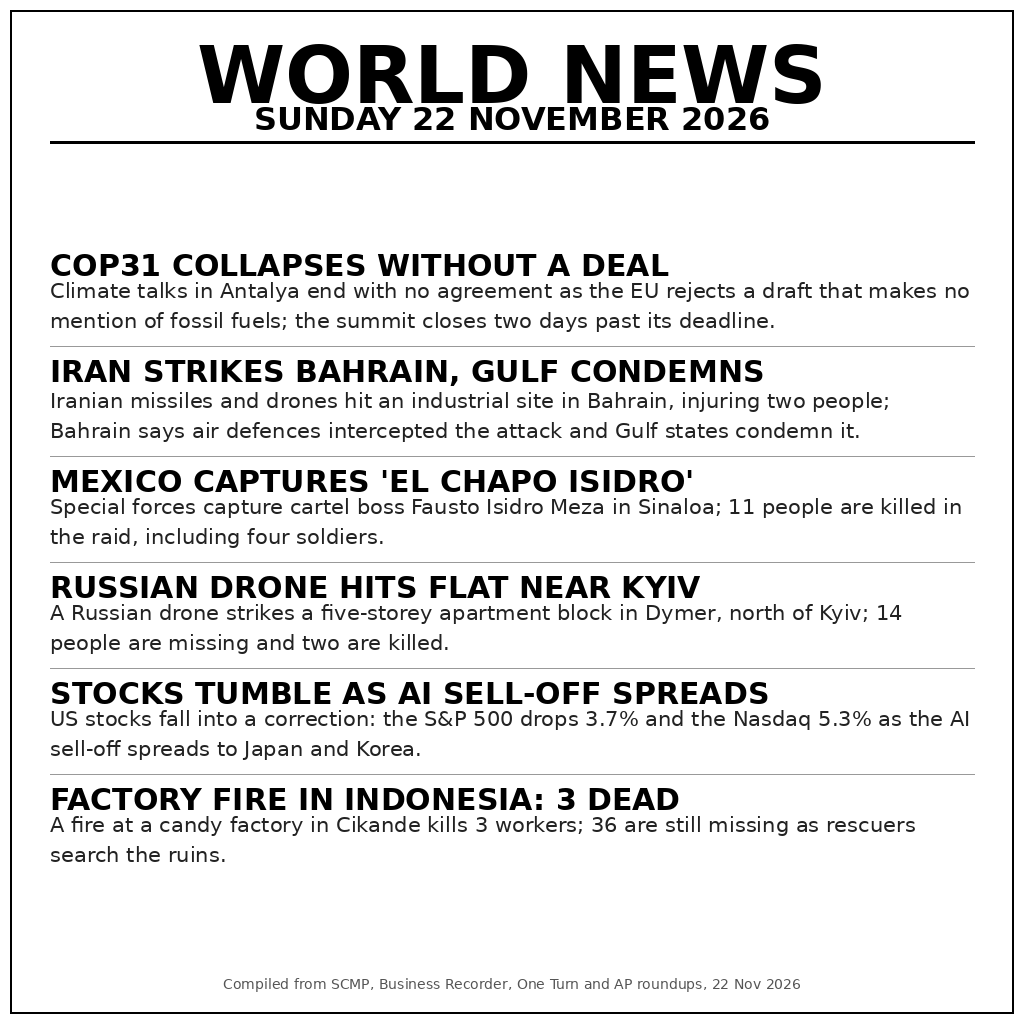 WORLD NEWS
SUNDAY 22 NOVEMBER 2026
COP31 COLLAPSES WITHOUT A DEAL
Climate talks in Antalya end with no agreement as the EU rejects a draft that makes no
mention of fossil fuels; the summit closes two days past its deadline.
IRAN STRIKES BAHRAIN, GULF CONDEMNS
Iranian missiles and drones hit an industrial site in Bahrain, injuring two people;
Bahrain says air defences intercepted the attack and Gulf states condemn it.
MEXICO CAPTURES 'EL CHAPO ISIDRO'
Special forces capture cartel boss Fausto Isidro Meza in Sinaloa; 11 people are killed in
the raid, including four soldiers.
RUSSIAN DRONE HITS FLAT NEAR KYIV
A Russian drone strikes a five-storey apartment block in Dymer, north of Kyiv; 14
people are missing and two are killed.
STOCKS TUMBLE AS AI SELL-OFF SPREADS
US stocks fall into a correction: the S&P 500 drops 3.7% and the Nasdaq 5.3% as the AI
sell-off spreads to Japan and Korea.
FACTORY FIRE IN INDONESIA: 3 DEAD
A fire at a candy factory in Cikande kills 3 workers; 36 are still missing as rescuers
search the ruins.
Compiled from SCMP, Business Recorder, One Turn and AP roundups, 22 Nov 2026